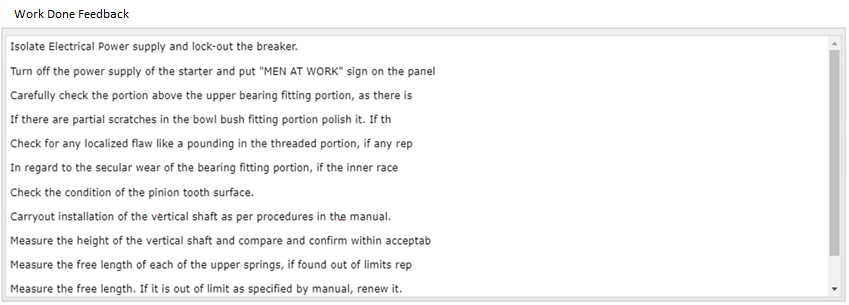 Work Done Feedback
Isolate Electrical Power supply and lock-out the breaker.
Turn off the power supply of the starter and put "MEN AT WORK" sign on the panel
Carefully check the portion above the upper bearing fitting portion, as there is
If there are partial scratches in the bowl bush fitting portion polish it. If th
Check for any localized flaw like a pounding in the threaded portion, if any rep
In regard to the secular wear of the bearing fitting portion, if the inner race
Check the condition of the pinion tooth surface.
Carryout installation of the vertical shaft as per procedures in the manual.
Measure the height of the vertical shaft and compare and confirm within acceptab
Measure the free length of each of the upper springs, if found out of limits rep
Measure the free length. If it is out of limit as specified by manual, renew it.